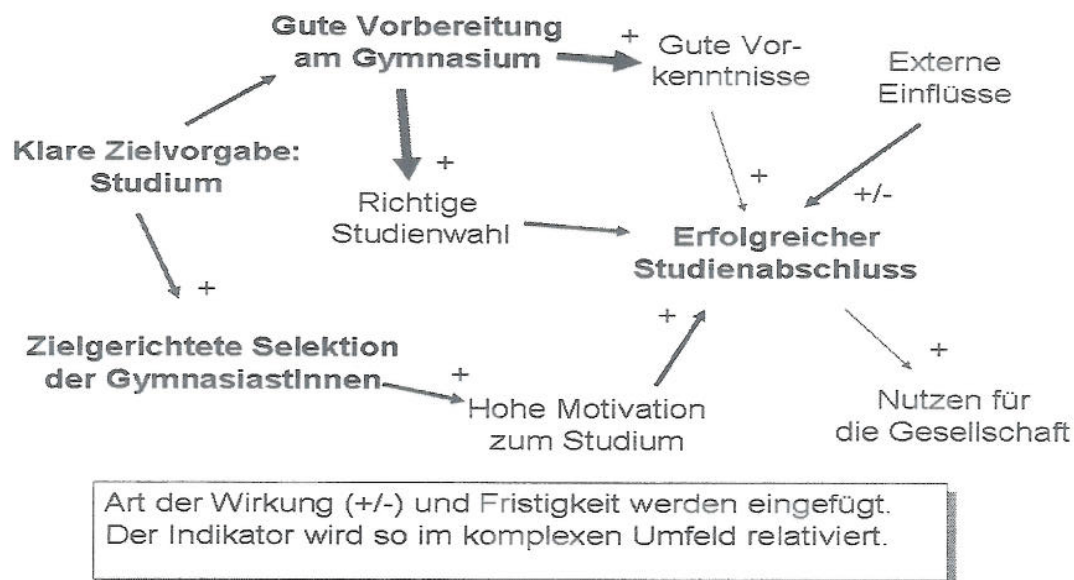 Gute Vorbereitung
am Gymnasium
+
Gute Vor-
kenntnisse
Externe
Einflüsse
Klare Zielvorgabe:
Studium
+
Richtige
Studienwahl
+
+/-
Erfolgreicher
Studienabschluss
+
Zielgerichtete Selektion
der GymnasiastInnen
+
Hohe Motivation
zum Studium
+
+
Nutzen für
die Gesellschaft
Art der Wirkung (+/-) und Fristigkeit werden eingefügt.
Der Indikator wird so im komplexen Umfeld relativiert.